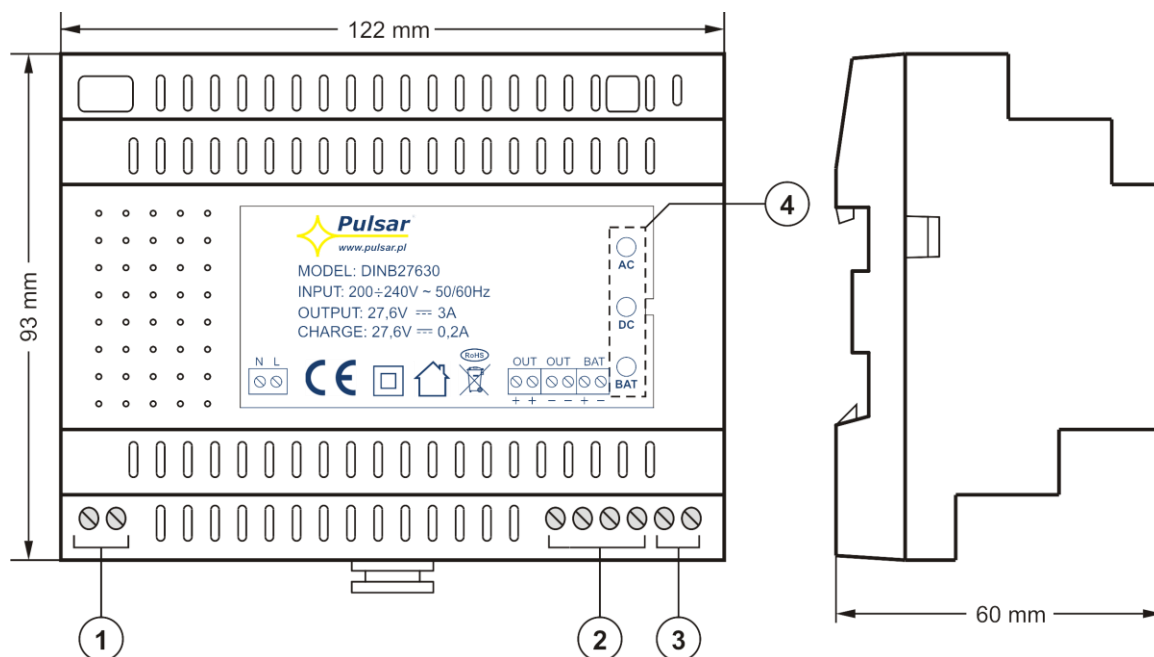 122 mm
93 mm
Pulsar
www.pulsar.pl
MODEL: DINB27630
INPUT: 200÷240V ~ 50/60Hz
OUTPUT: 27,6V ⎓ 3A
CHARGE: 27,6V ⎓ 0,2A
N L
CE
RoHS
OUT OUT BAT
+ + − − + −
AC
DC
BAT
4
1
2
3
60 mm